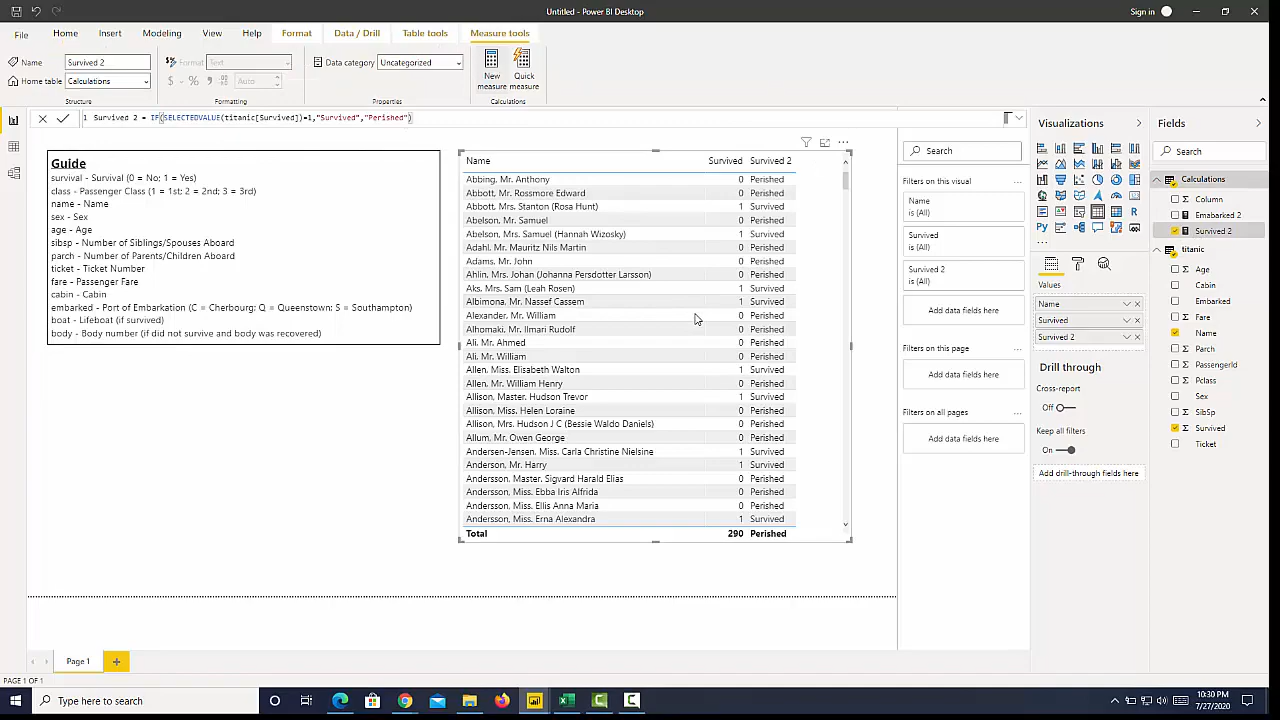 Untitled - Power BI Desktop
Sign in
File Home Insert Modeling View Help Format Data / Drill Table tools Measure tools
Name Survived 2
Home table Calculations
Structure
Format Text
$ % 9 Auto
Formatting
Data category Uncategorized
Properties
New measure
Quick measure
Calculations
1 Survived 2 = IF(SELECTEDVALUE(titanic[Survived])=1,"Survived","Perished")
Guide
survival - Survival (0 = No; 1 = Yes)
class - Passenger Class (1 = 1st; 2 = 2nd; 3 = 3rd)
name - Name
sex - Sex
age - Age
sibsp - Number of Siblings/Spouses Aboard
parch - Number of Parents/Children Aboard
ticket - Ticket Number
fare - Passenger Fare
cabin - Cabin
embarked - Port of Embarkation (C = Cherbourg; Q = Queenstown; S = Southampton)
boat - Lifeboat (if survived)
body - Body number (if did not survive and body was recovered)
Name Survived Survived 2
Abbing, Mr. Anthony 0 Perished
Abbott, Mr. Rossmore Edward 0 Perished
Abbott, Mrs. Stanton (Rosa Hunt) 1 Survived
Abelson, Mr. Samuel 0 Perished
Abelson, Mrs. Samuel (Hannah Wizosky) 1 Survived
Adahl, Mr. Mauritz Nils Martin 0 Perished
Adams, Mr. John 0 Perished
Ahlin, Mrs. Johan (Johanna Persdotter Larsson) 0 Perished
Aks, Mrs. Sam (Leah Rosen) 1 Survived
Albimona, Mr. Nassef Cassem 1 Survived
Alexander, Mr. William 0 Perished
Alhomaki, Mr. Ilmari Rudolf 0 Perished
Ali, Mr. Ahmed 0 Perished
Ali, Mr. William 0 Perished
Allen, Miss. Elisabeth Walton 1 Survived
Allen, Mr. William Henry 0 Perished
Allison, Master. Hudson Trevor 1 Survived
Allison, Miss. Helen Loraine 0 Perished
Allison, Mrs. Hudson J C (Bessie Waldo Daniels) 0 Perished
Allum, Mr. Owen George 0 Perished
Andersen-Jensen, Miss. Carla Christine Nielsine 1 Survived
Anderson, Mr. Harry 1 Survived
Andersson, Master. Sigvard Harald Elias 0 Perished
Andersson, Miss. Ebba Iris Alfrida 0 Perished
Andersson, Miss. Ellis Anna Maria 0 Perished
Andersson, Miss. Erna Alexandra 1 Survived
Total 290 Perished
Search
Filters on this visual ...
Name
is (All)
Survived
is (All)
Survived 2
is (All)
Add data fields here
Filters on this page ...
Add data fields here
Filters on all pages ...
Add data fields here
Visualizations
R
Py
...
Values
Name
Survived
Survived 2
Drill through
Cross-report
Off
Keep all filters
On
Add drill-through fields here
Fields
Search
Calculations
Σ Column
Emabarked 2
Survived 2
titanic
Σ Age
Cabin
Embarked
Σ Fare
Name
Σ Parch
Σ PassengerId
Σ Pclass
Sex
Σ SibSp
Σ Survived
Ticket
Page 1
PAGE 1 OF 1
Type here to search
10:30 PM
7/27/2020